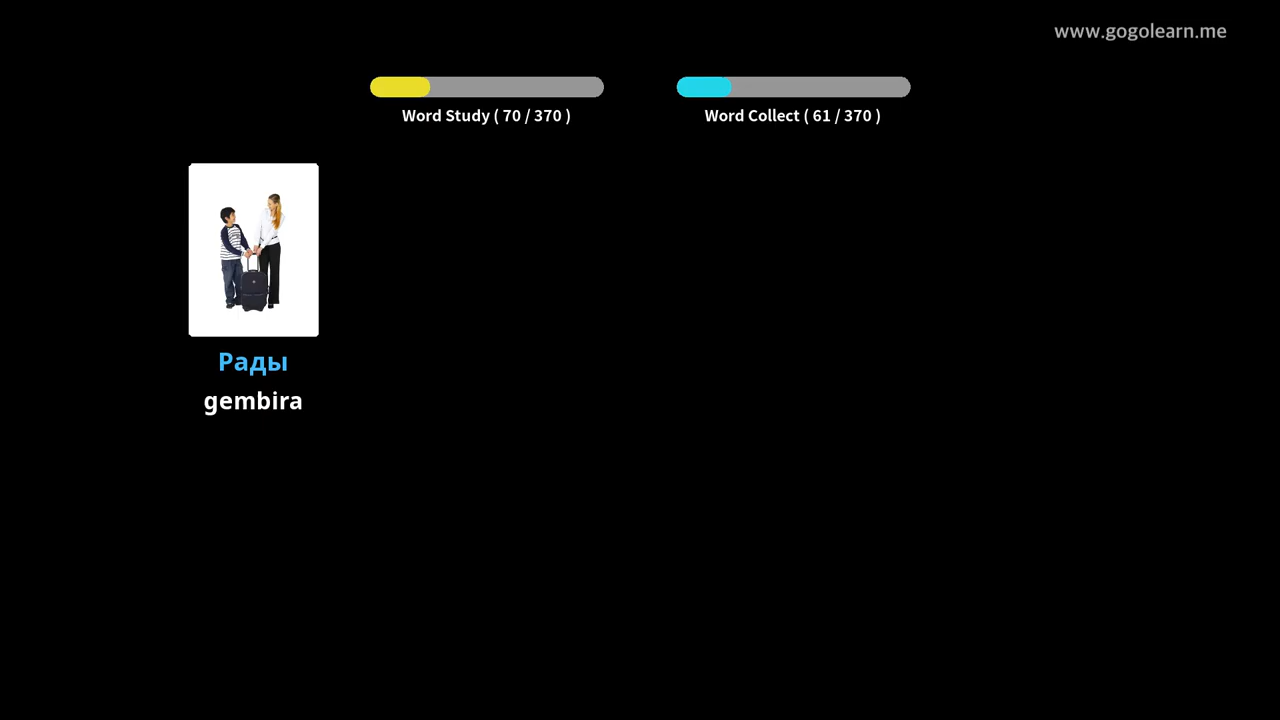 www.gogolearn.me
Word Study ( 70 / 370 )
Word Collect ( 61 / 370 )
Рады
gembira